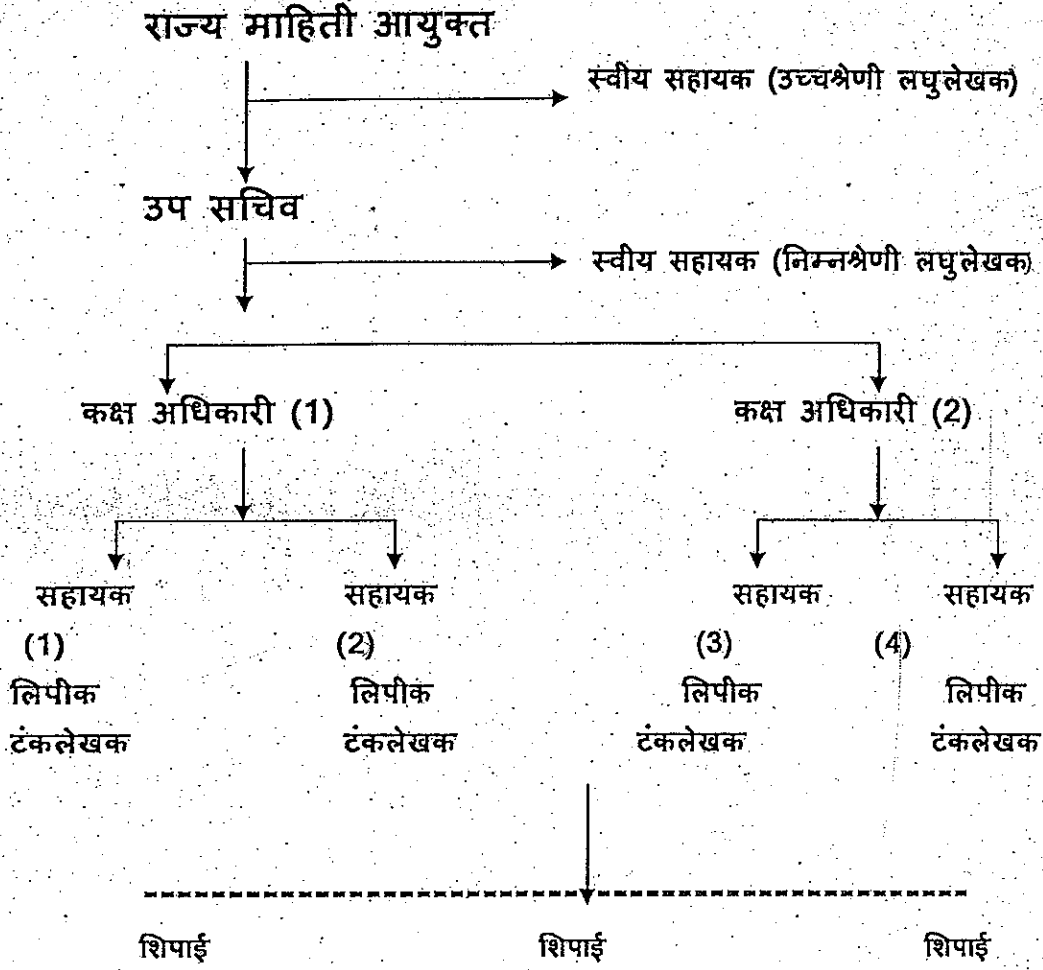 राज्य माहिती आयुक्त
स्वीय सहायक (उच्चश्रेणी लघुलेखक)
उप सचिव
स्वीय सहायक (निम्नश्रेणी लघुलेखक)
कक्ष अधिकारी (1) कक्ष अधिकारी (2)
सहायक सहायक सहायक सहायक
(1) (2) (3) (4)
लिपीक लिपीक लिपीक लिपीक
टंकलेखक टंकलेखक टंकलेखक टंकलेखक
शिपाई शिपाई शिपाई